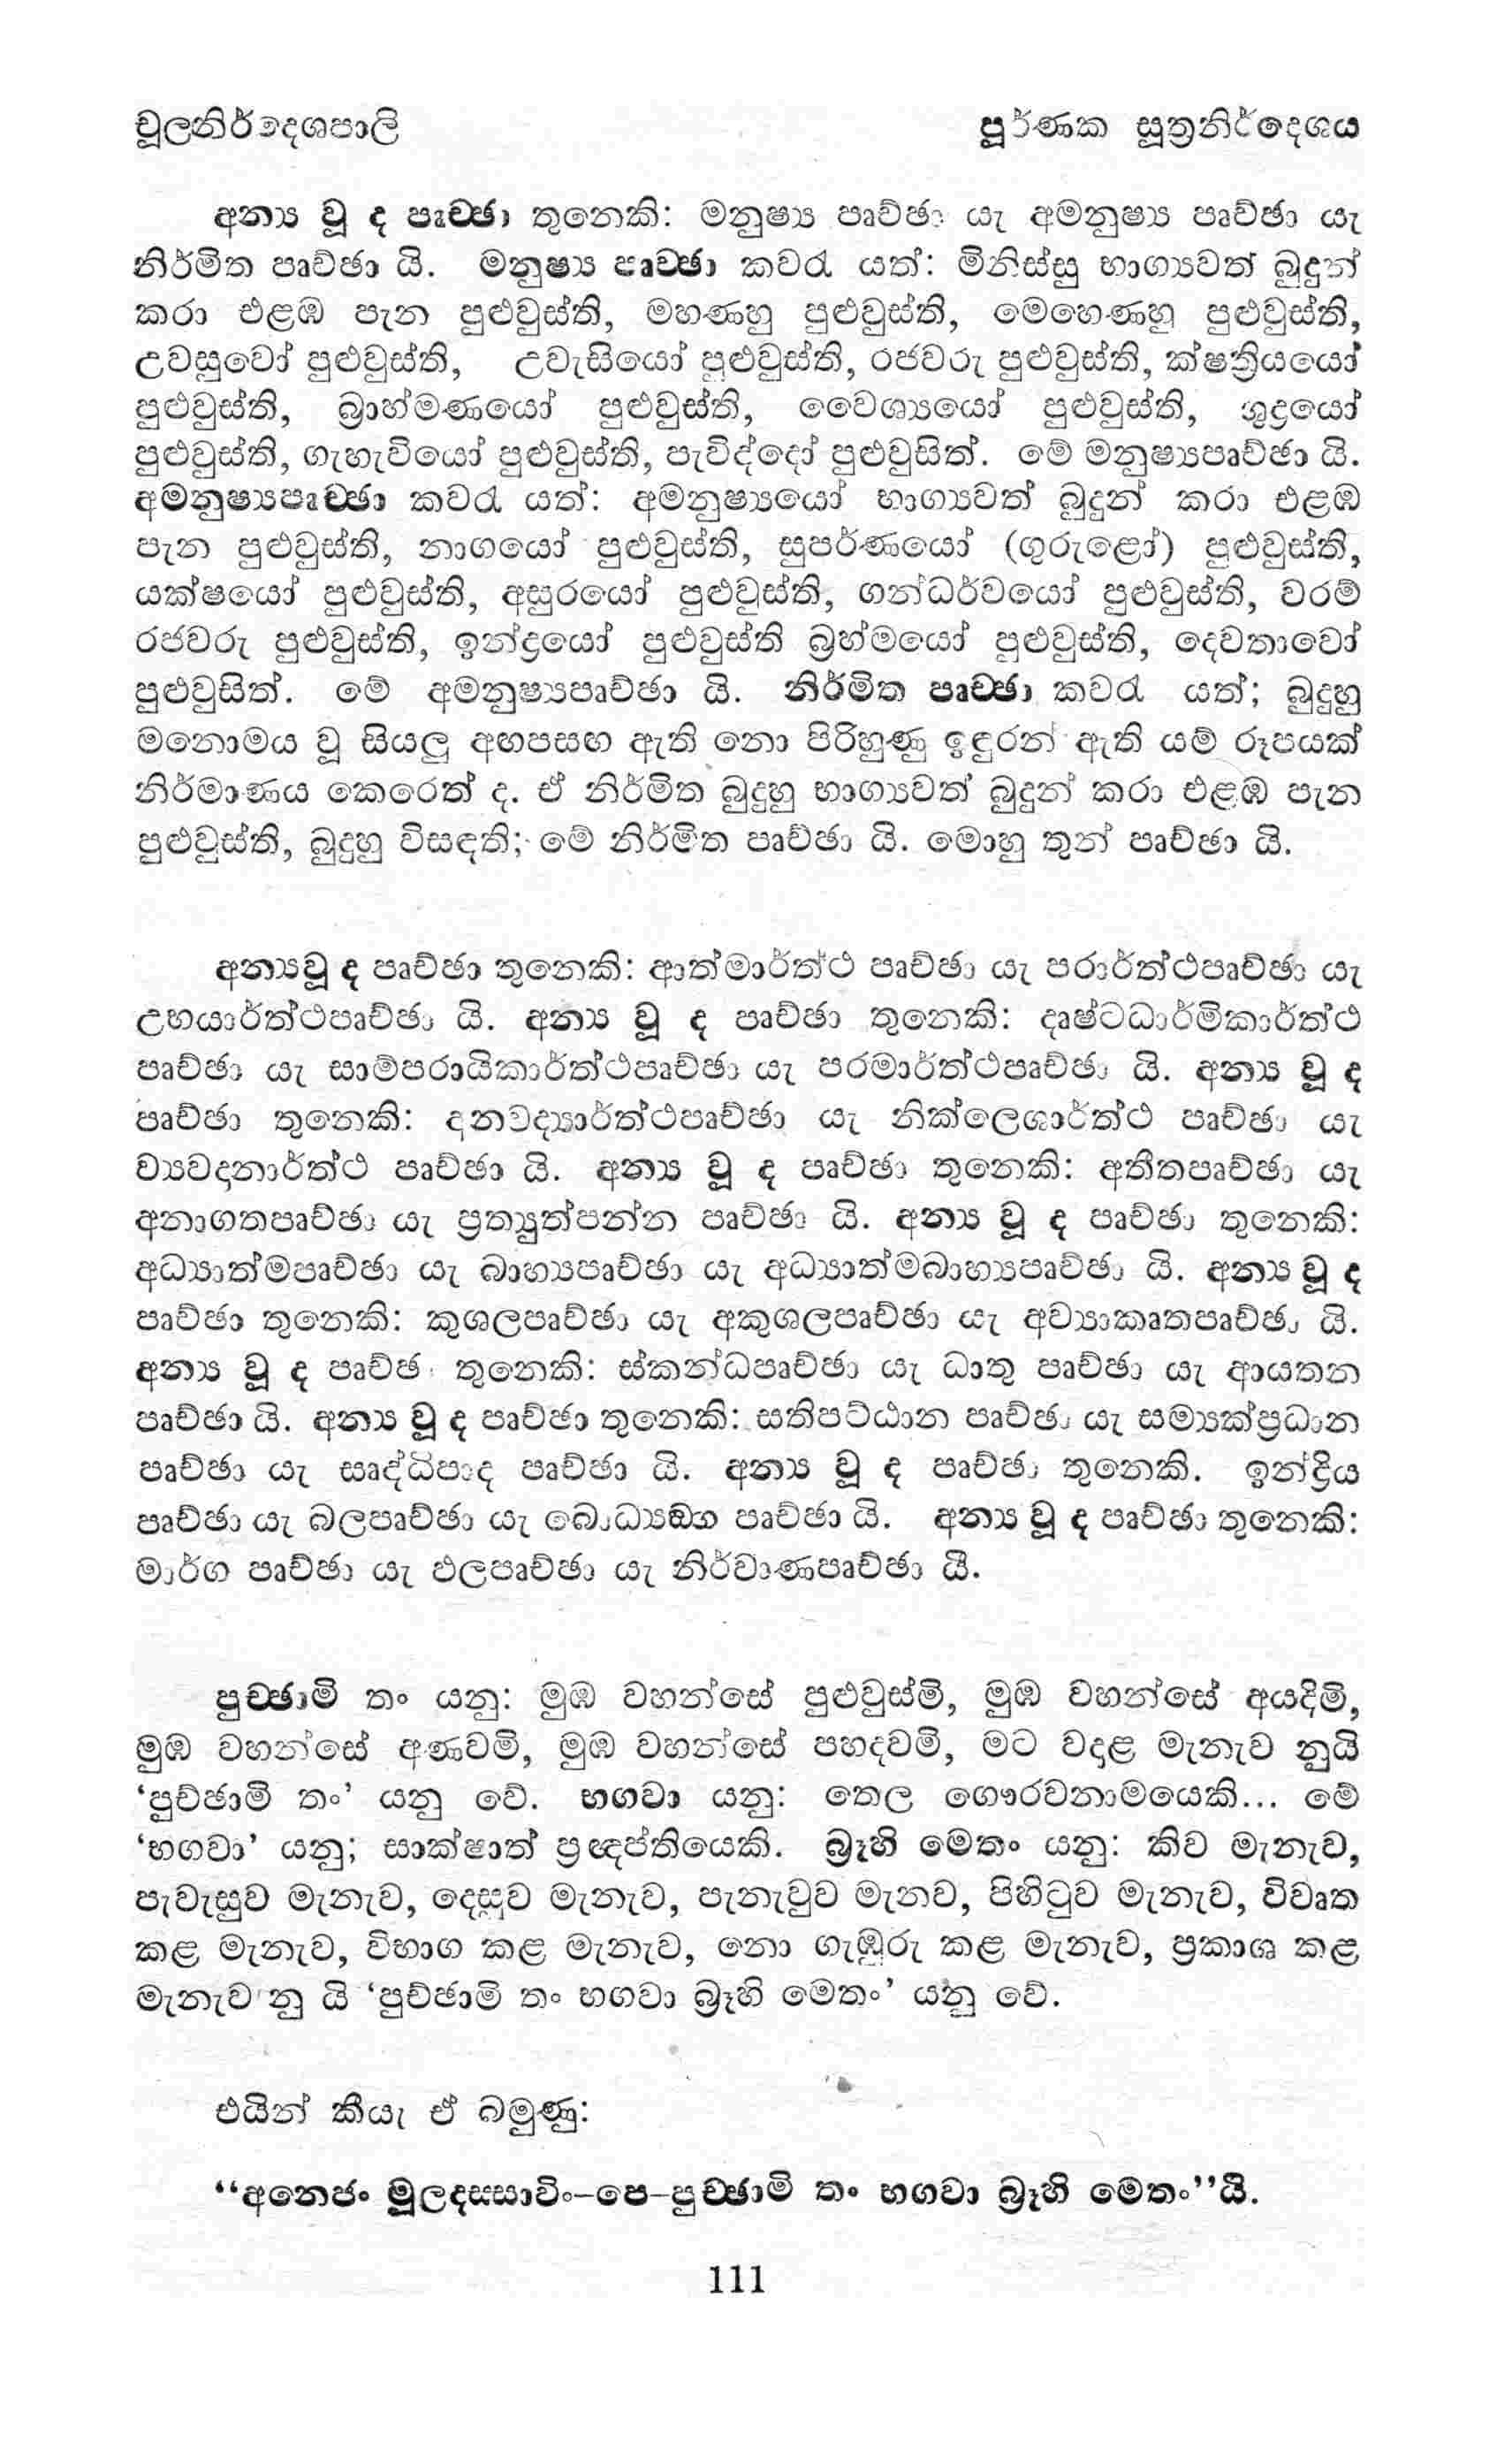 චූලනිර්දෙශපාලි
පූර්ණක සූත්‍රනිර්දෙශය
අන්‍ය වූ ද පෘච්ඡා තුනෙකි: මනුෂ්‍ය පෘච්ඡා යැ අමනුෂ්‍ය පෘච්ඡා යැ
නිර්මිත පෘච්ඡා යි. මනුෂ්‍ය පෘච්ඡා කවරැ යත්: මිනිස්සු භාග්‍යවත් බුදුන්
කරා එළඹ පැන පුළුවුස්ති, මහණහු පුළුවුස්ති, මෙහෙණහු පුළුවුස්ති,
උවසුවෝ පුළුවුස්ති, උවැසියෝ පුළුවුස්ති, රජවරු පුළුවුස්ති, ක්ෂත්‍රියයෝ
පුළුවුස්ති, බ්‍රාහ්මණයෝ පුළුවුස්ති, වෛශ්‍යයෝ පුළුවුස්ති, ශුද්‍රයෝ
පුළුවුස්ති, ගැහැවියෝ පුළුවුස්ති, පැවිද්දෝ පුළුවුසිත්. මේ මනුෂ්‍යපෘච්ඡා යි.
අමනුෂ්‍යපෘච්ඡා කවරැ යත්: අමනුෂ්‍යයෝ භාග්‍යවත් බුදුන් කරා එළඹ
පැන පුළුවුස්ති, නාගයෝ පුළුවුස්ති, සුපර්ණයෝ (ගුරුළෝ) පුළුවුස්ති,
යක්ෂයෝ පුළුවුස්ති, අසුරයෝ පුළුවුස්ති, ගන්ධර්වයෝ පුළුවුස්ති, වරම්
රජවරු පුළුවුස්ති, ඉන්ද්‍රයෝ පුළුවුස්ති බ්‍රහ්මයෝ පුළුවුස්ති, දෙවතාවෝ
පුළුවුසිත්. මේ අමනුෂ්‍යපෘච්ඡා යි. නිර්මිත පෘච්ඡා කවරැ යත්; බුදුහු
මනොමය වූ සියලු අඟපසඟ ඇති නො පිරිහුණු ඉඳුරන් ඇති යම් රූපයක්
නිර්මාණය කෙරෙත් ද. ඒ නිර්මිත බුදුහු භාග්‍යවත් බුදුන් කරා එළඹ පැන
පුළුවුස්ති, බුදුහු විසඳති; මේ නිර්මිත පෘච්ඡා යි. මොහු තුන් පෘච්ඡා යි.
අන්‍යවූ ද පෘච්ඡා තුනෙකි: ආත්මාර්ත්ථ පෘච්ඡා යැ පරාර්ත්ථපෘච්ඡා යැ
උභයාර්ත්ථපෘච්ඡා යි. අන්‍ය වූ ද පෘච්ඡා තුනෙකි: දෘෂ්ටධාර්මිකාර්ත්ථ
පෘච්ඡා යැ සාම්පරායිකාර්ත්ථපෘච්ඡා යැ පරමාර්ත්ථපෘච්ඡා යි. අන්‍ය වූ ද
පෘච්ඡා තුනෙකි: අනවද්‍යාර්ත්ථපෘච්ඡා යැ නික්ලෙශාර්ත්ථ පෘච්ඡා යැ
ව්‍යවදානාර්ත්ථ පෘච්ඡා යි. අන්‍ය වූ ද පෘච්ඡා තුනෙකි: අතීතපෘච්ඡා යැ
අනාගතපෘච්ඡා යැ ප්‍රත්‍යුත්පන්න පෘච්ඡා යි. අන්‍ය වූ ද පෘච්ඡා තුනෙකි:
අධ්‍යාත්මපෘච්ඡා යැ බාහ්‍යපෘච්ඡා යැ අධ්‍යාත්මබාහ්‍යපෘච්ඡා යි. අන්‍ය වූ ද
පෘච්ඡා තුනෙකි: කුශලපෘච්ඡා යැ අකුශලපෘච්ඡා යැ අව්‍යාකෘතපෘච්ඡා යි.
අන්‍ය වූ ද පෘච්ඡා තුනෙකි: ස්කන්ධපෘච්ඡා යැ ධාතු පෘච්ඡා යැ ආයතන
පෘච්ඡා යි. අන්‍ය වූ ද පෘච්ඡා තුනෙකි: සතිපට්ඨාන පෘච්ඡා යැ සම්‍යක්ප්‍රධාන
පෘච්ඡා යැ සෘද්ධිපාද පෘච්ඡා යි. අන්‍ය වූ ද පෘච්ඡා තුනෙකි. ඉන්ද්‍රිය
පෘච්ඡා යැ බලපෘච්ඡා යැ බොධ්‍යඞ්ග පෘච්ඡා යි. අන්‍ය වූ ද පෘච්ඡා තුනෙකි:
මාර්ග පෘච්ඡා යැ ඵලපෘච්ඡා යැ නිර්වාණපෘච්ඡා යී.
පුච්ඡාමි තං යනු: මුඹ වහන්සේ පුළුවුස්මි, මුඹ වහන්සේ අයදිමි,
මුඹ වහන්සේ අණවමි, මුඹ වහන්සේ පහදවමි, මට වදාළ මැනැව නුයි
‘පුච්ඡාමි තං’ යනු වේ. භගවා යනු: තෙල ගෞරවනාමයෙකි... මේ
‘භගවා’ යනු; සාක්ෂාත් ප්‍රඥප්තියෙකි. බ්‍රෑහි මෙතං යනු: කිව මැනැව,
පැවැසුව මැනැව, දෙසුව මැනැව, පැනැවුව මැනව, පිහිටුව මැනැව, විවෘත
කළ මැනැව, විභාග කළ මැනැව, නො ගැඹුරු කළ මැනැව, ප්‍රකාශ කළ
මැනැව නු යි ‘පුච්ඡාමි තං භගවා බ්‍රෑහි මෙතං’ යනු වේ.
එයින් කීයැ ඒ බමුණු:
“අනෙජං මූලදස්සාවිං–පෙ–පුච්ඡාමි තං භගවා බ්‍රෑහි මෙතං”යී.
111